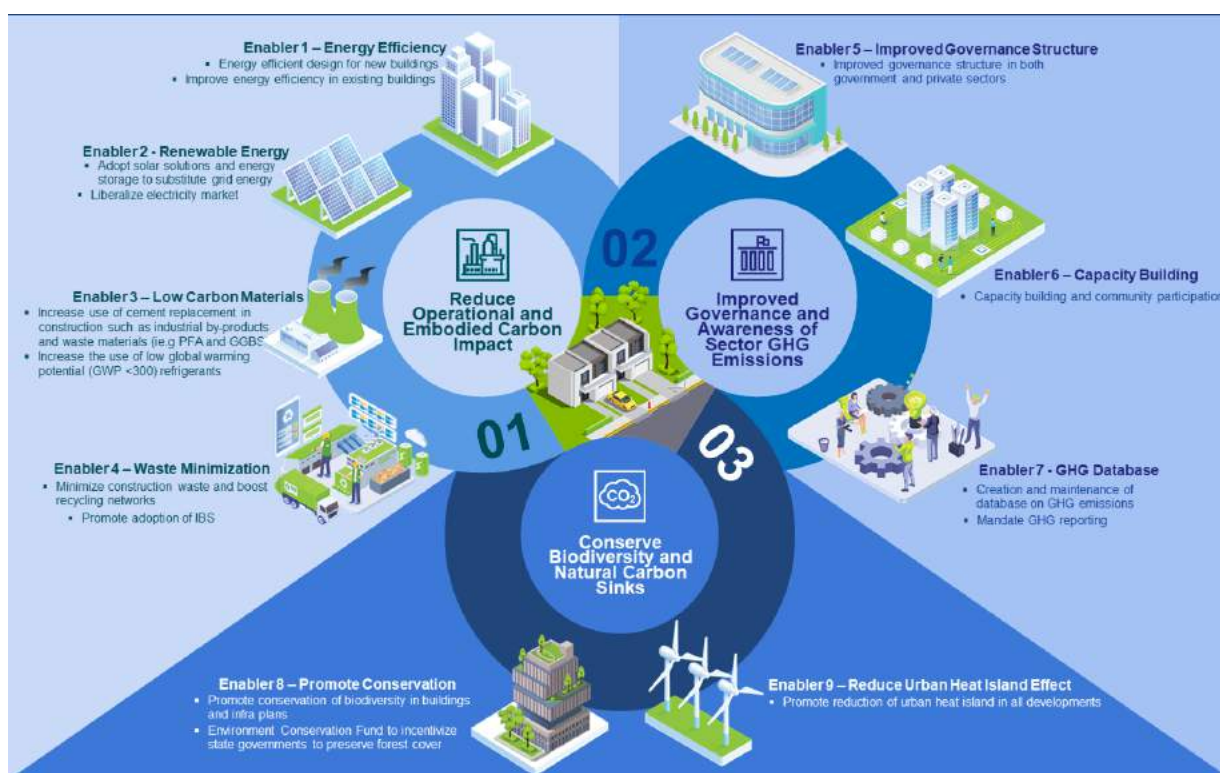 Enabler 1 – Energy Efficiency
▪ Energy efficient design for new buildings
▪ Improve energy efficiency in existing buildings
Enabler 2 - Renewable Energy
▪ Adopt solar solutions and energy
storage to substitute grid energy
▪ Liberalize electricity market
Enabler 3 – Low Carbon Materials
▪ Increase use of cement replacement in
construction such as industrial by-products
and waste materials (ie.g PFA and GGBS
▪ Increase the use of low global warming
potential (GWP <300) refrigerants
Enabler 4 – Waste Minimization
▪ Minimize construction waste and boost
recycling networks
▪ Promote adoption of IBS
01
Reduce
Operational and
Embodied Carbon
Impact
02
Improved
Governance and
Awareness of
Sector GHG
Emissions
Enabler 5 – Improved Governance Structure
▪ Improved governance structure in both
government and private sectors
Enabler 6 – Capacity Building
▪ Capacity building and community participation
Enabler 7 - GHG Database
▪ Creation and maintenance of
database on GHG emissions
▪ Mandate GHG reporting
03
CO2
Conserve
Biodiversity and
Natural Carbon
Sinks
Enabler 8 – Promote Conservation
▪ Promote conservation of biodiversity in buildings
and infra plans
▪ Environment Conservation Fund to incentivize
state governments to preserve forest cover
Enabler 9 – Reduce Urban Heat Island Effect
▪ Promote reduction of urban heat island in all developments